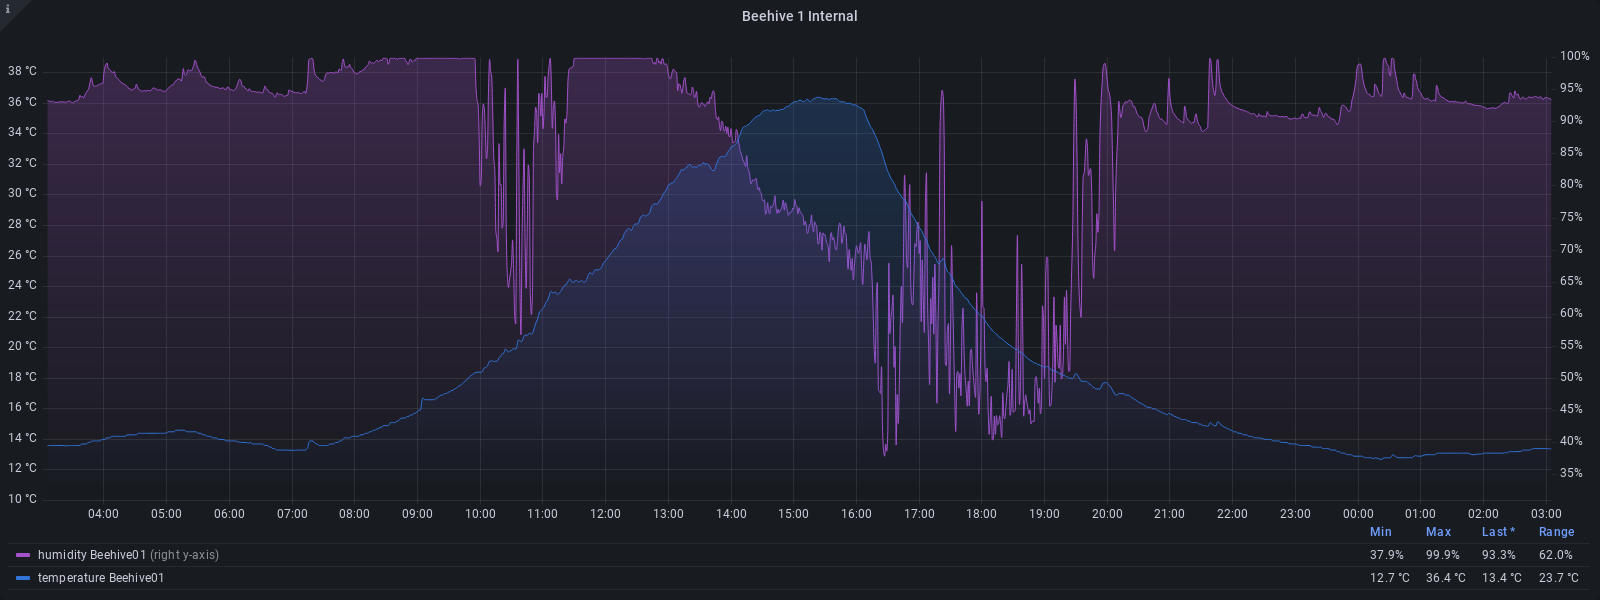 i
Beehive 1 Internal
38 °C
36 °C
34 °C
32 °C
30 °C
28 °C
26 °C
24 °C
22 °C
20 °C
18 °C
16 °C
14 °C
12 °C
10 °C
100%
95%
90%
85%
80%
75%
70%
65%
60%
55%
50%
45%
40%
35%
04:00 05:00 06:00 07:00 08:00 09:00 10:00 11:00 12:00 13:00 14:00 15:00 16:00 17:00 18:00 19:00 20:00 21:00 22:00 23:00 00:00 01:00 02:00 03:00
Min Max Last * Range
humidity Beehive01 (right y-axis) 37.9% 99.9% 93.3% 62.0%
temperature Beehive01 12.7 °C 36.4 °C 13.4 °C 23.7 °C